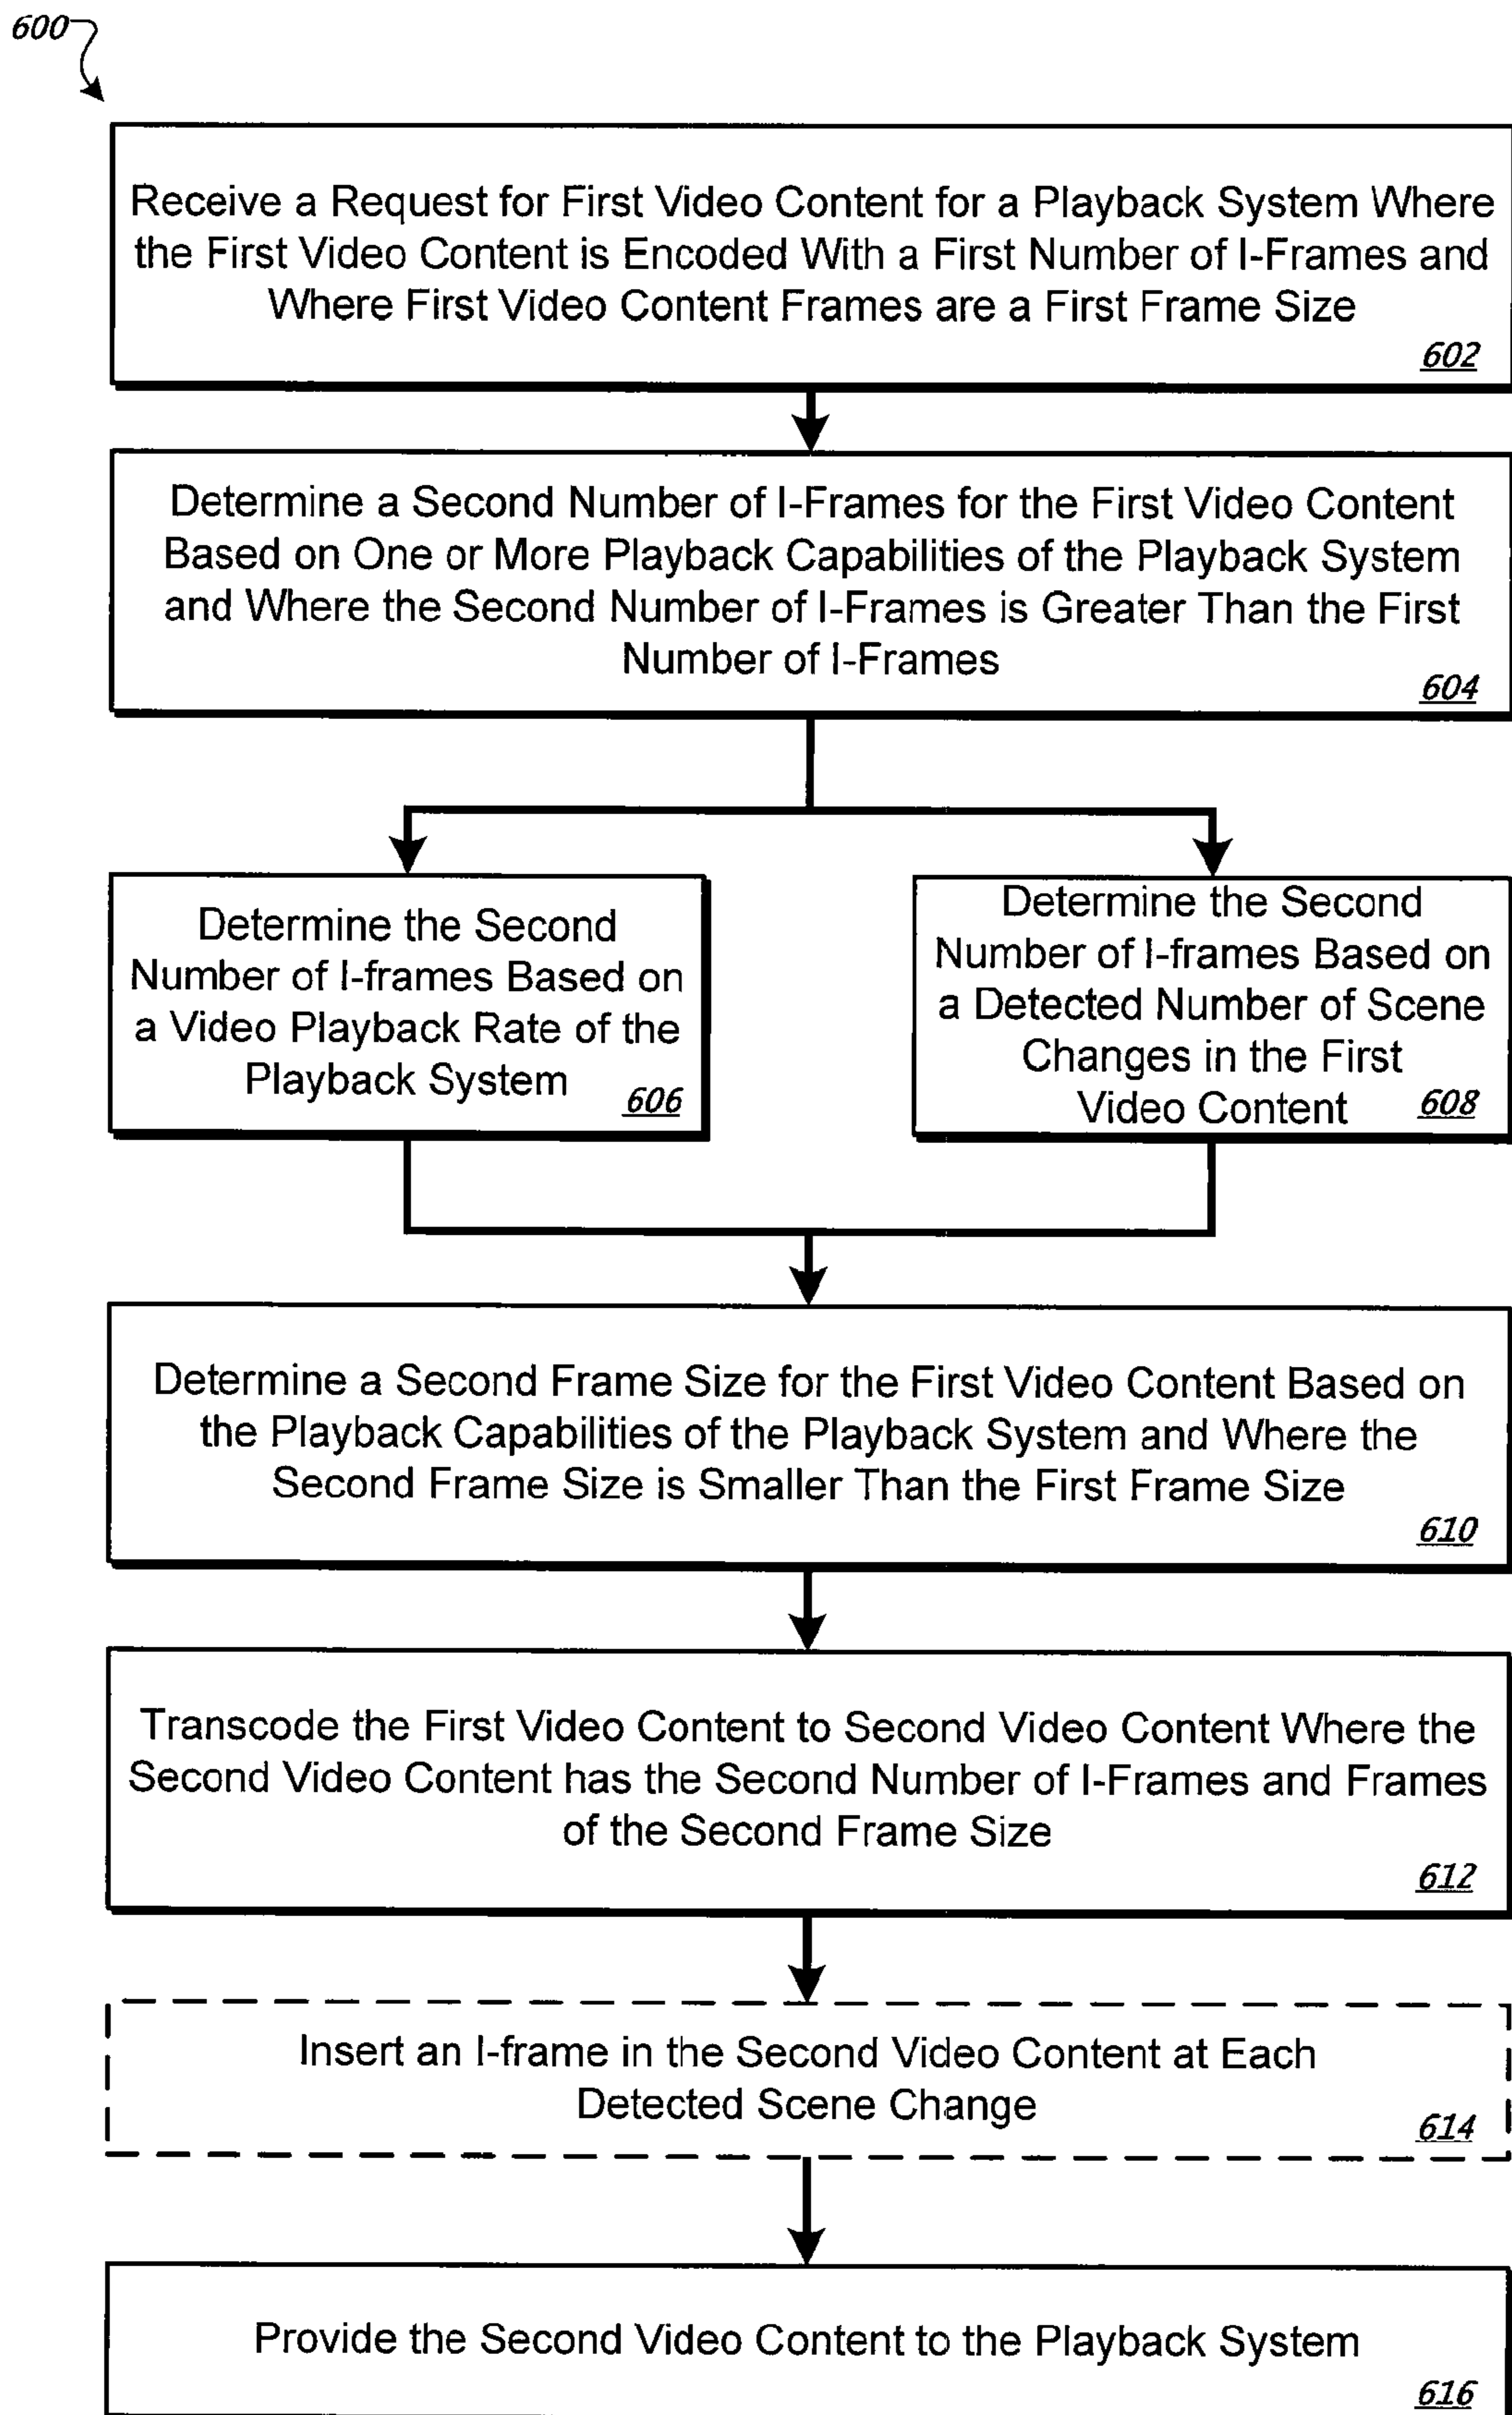 600
Receive a Request for First Video Content for a Playback System Where
the First Video Content is Encoded With a First Number of I-Frames and
Where First Video Content Frames are a First Frame Size
602
Determine a Second Number of I-Frames for the First Video Content
Based on One or More Playback Capabilities of the Playback System
and Where the Second Number of I-Frames is Greater Than the First
Number of I-Frames
604
Determine the Second
Number of I-frames Based on
a Video Playback Rate of the
Playback System
606
Determine the Second
Number of I-frames Based on
a Detected Number of Scene
Changes in the First
Video Content
608
Determine a Second Frame Size for the First Video Content Based on
the Playback Capabilities of the Playback System and Where the
Second Frame Size is Smaller Than the First Frame Size
610
Transcode the First Video Content to Second Video Content Where the
Second Video Content has the Second Number of I-Frames and Frames
of the Second Frame Size
612
Insert an I-frame in the Second Video Content at Each
Detected Scene Change
614
Provide the Second Video Content to the Playback System
616